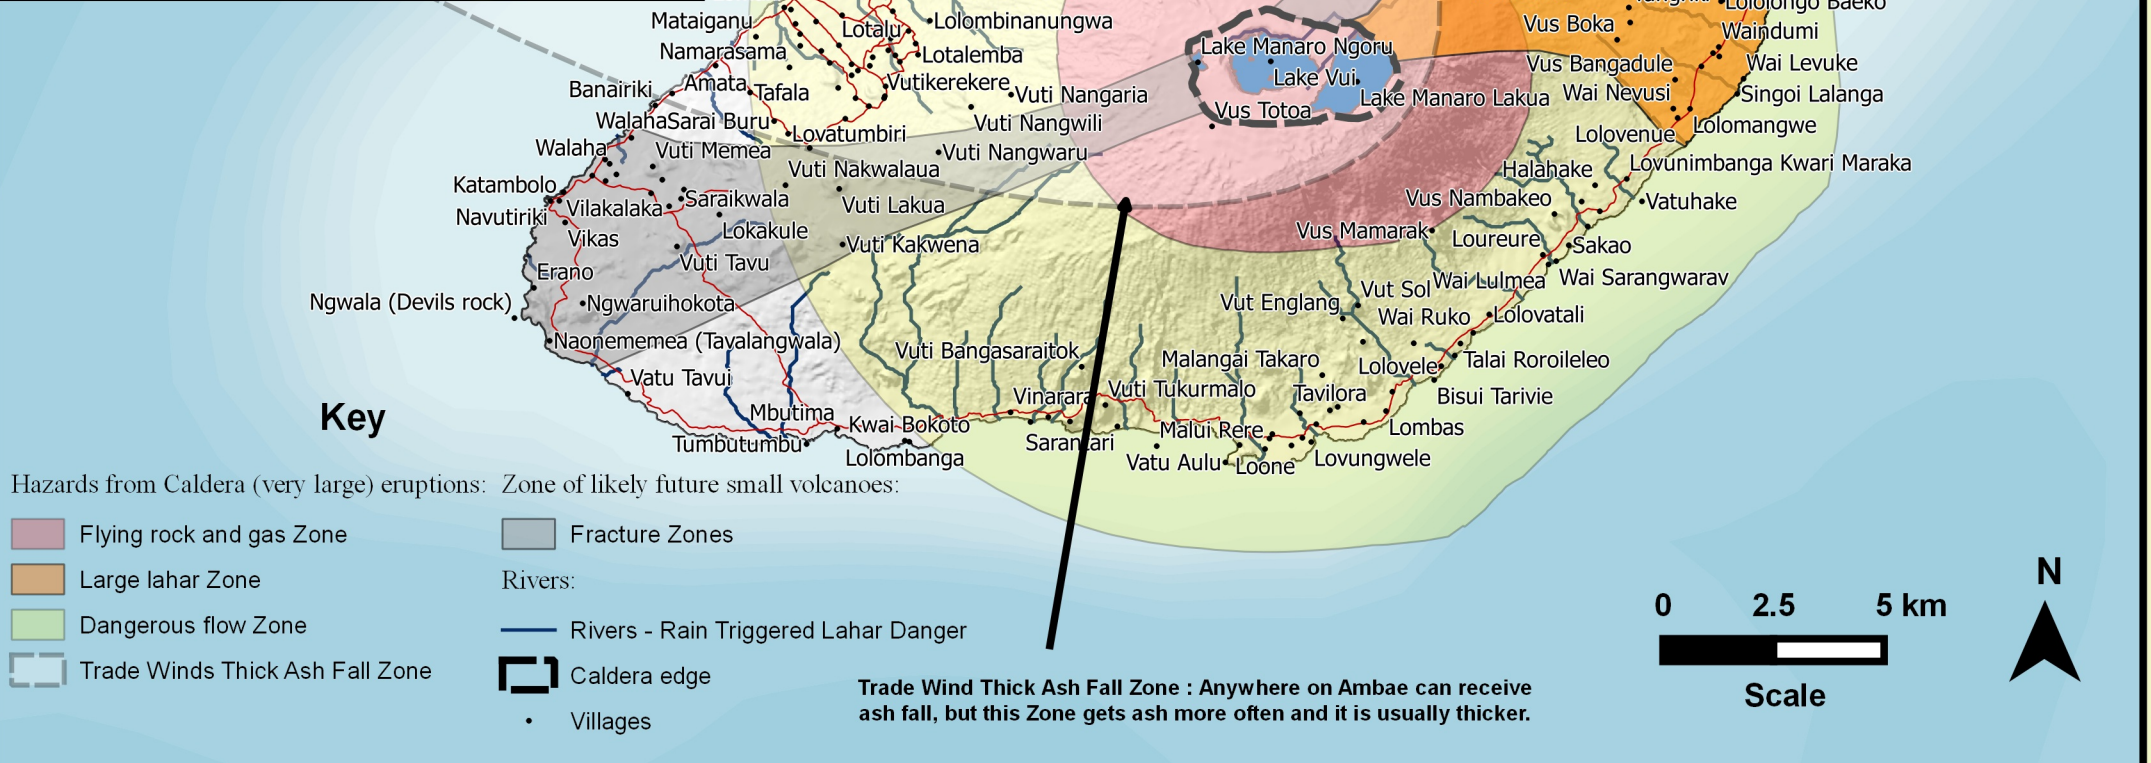 Lololongo Baeko
Mataiganu
Lotalu
Lolombinanungwa
Vus Boka
Waindumi
Namarasama
Lotalemba
Lake Manaro Ngoru
Vus Bangadule
Wai Levuke
Banairiki
Amata
Tafala
Vutikerekere
Vuti Nangaria
Lake Vui
Lake Manaro Lakua
Wai Nevusi
Singoi Lalanga
Walaha
Sarai Buru
Lovatumbiri
Vuti Nangwili
Vus Totoa
Lolovenue
Lolomangwe
Walaha
Vuti Memea
Vuti Nakwalaua
Vuti Nangwaru
Halahake
Lovunimbanga Kwari Maraka
Katambolo
Saraikwala
Vus Nambakeo
Vatuhake
Navutiriki
Vilakalaka
Vuti Lakua
Vikas
Lokakule
Vuti Kakwena
Vus Mamarak
Loureure
Sakao
Erano
Vuti Tavu
Wai Lulmea
Wai Sarangwarav
Ngwala (Devils rock)
Ngwaruihokota
Vut Englang
Vut Sol
Wai Ruko
Lolovatali
Naonememea (Tavalangwala)
Vuti Bangasaraitok
Malangai Takaro
Lolovele
Talai Roroileleo
Vatu Tavui
Vinarara
Vuti Tukurmalo
Tavilora
Bisui Tarivie
Mbutima
Kwai Bokoto
Malui Rere
Lombas
Tumbutumbu
Lolombanga
Vatu Aulu
Loone
Lovungwele
Key
Hazards from Caldera (very large) eruptions:
Flying rock and gas Zone
Large lahar Zone
Dangerous flow Zone
Trade Winds Thick Ash Fall Zone
Zone of likely future small volcanoes:
Fracture Zones
Rivers:
Rivers - Rain Triggered Lahar Danger
Caldera edge
Villages
Trade Wind Thick Ash Fall Zone : Anywhere on Ambae can receive
ash fall, but this Zone gets ash more often and it is usually thicker.
0 2.5 5 km
Scale
N